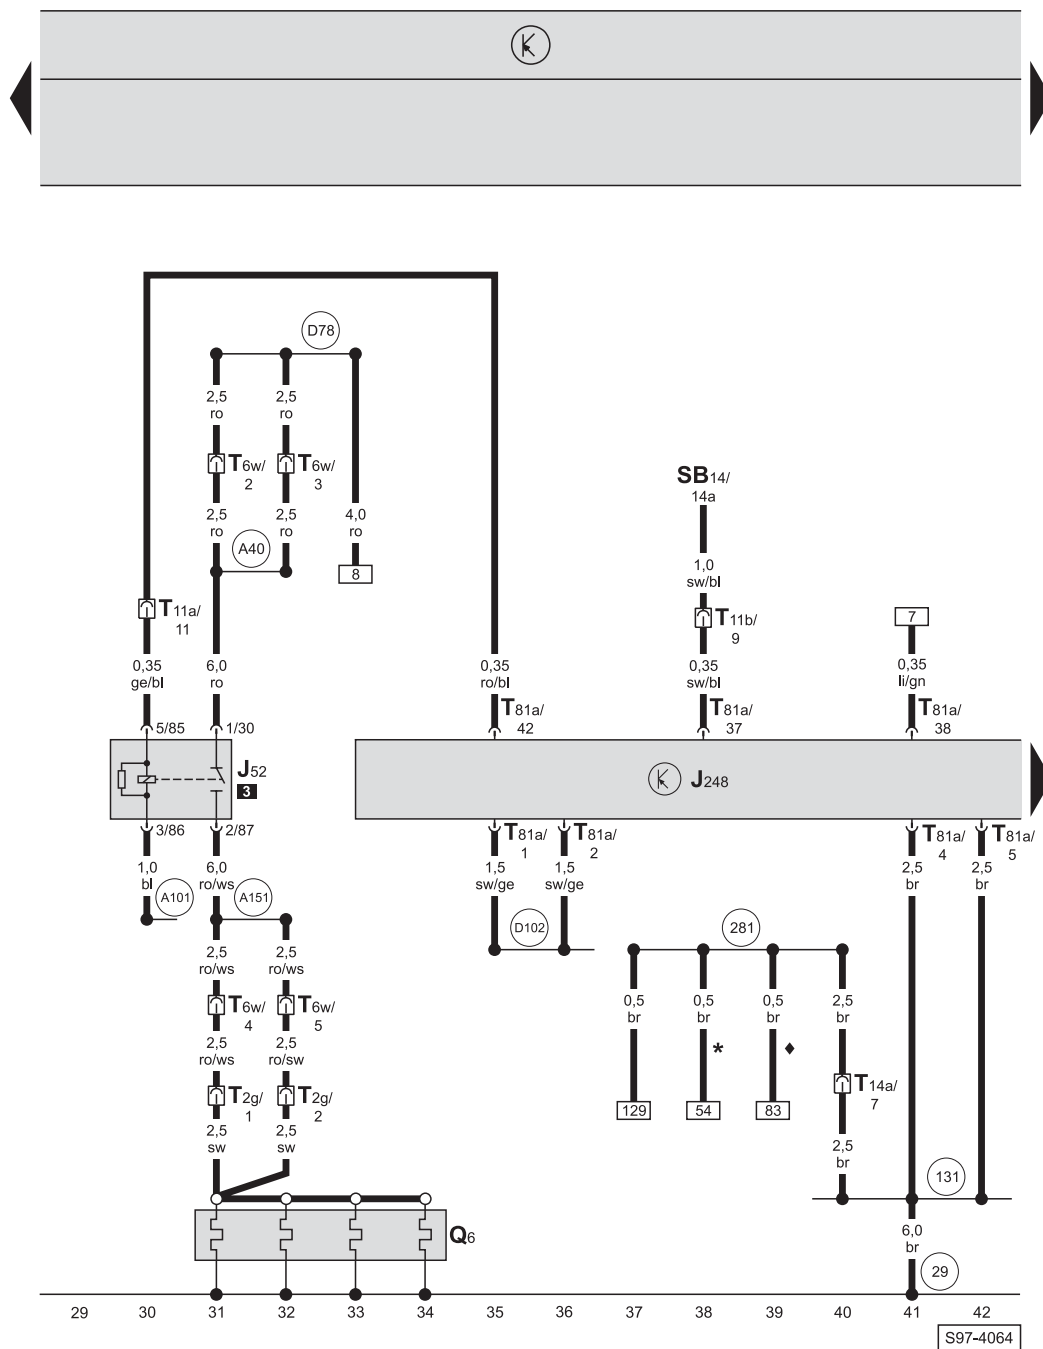 D78
2,5 2,5
ro ro
T6w/ T6w/
2 3
SB14/
14a
2,5 2,5 4,0
ro ro ro
A40
8
1,0
sw/bl
T11a/
11
T11b/
9
7
0,35 6,0 0,35 0,35 0,35
ge/bl ro ro/bl sw/bl li/gn
T81a/ T81a/ T81a/
42 37 38
5/85 1/30
J52
3
J248
3/86 2/87
T81a/ T81a/ T81a/ T81a/
1 2 4 5
1,0 6,0 1,5 1,5 2,5 2,5
bl ro/ws sw/ge sw/ge br br
A101 A151
D102 281
2,5 2,5
ro/ws ro/ws
0,5 0,5 0,5 2,5
br br br br
T6w/ T6w/
4 5
2,5 2,5
ro/ws ro/sw
* ♦
T14a/
7
T2g/ T2g/
1 2
129 54 83
2,5 2,5
sw sw
2,5
br
131
Q6
6,0
br
29
29 30 31 32 33 34 35 36 37 38 39 40 41 42
S97-4064